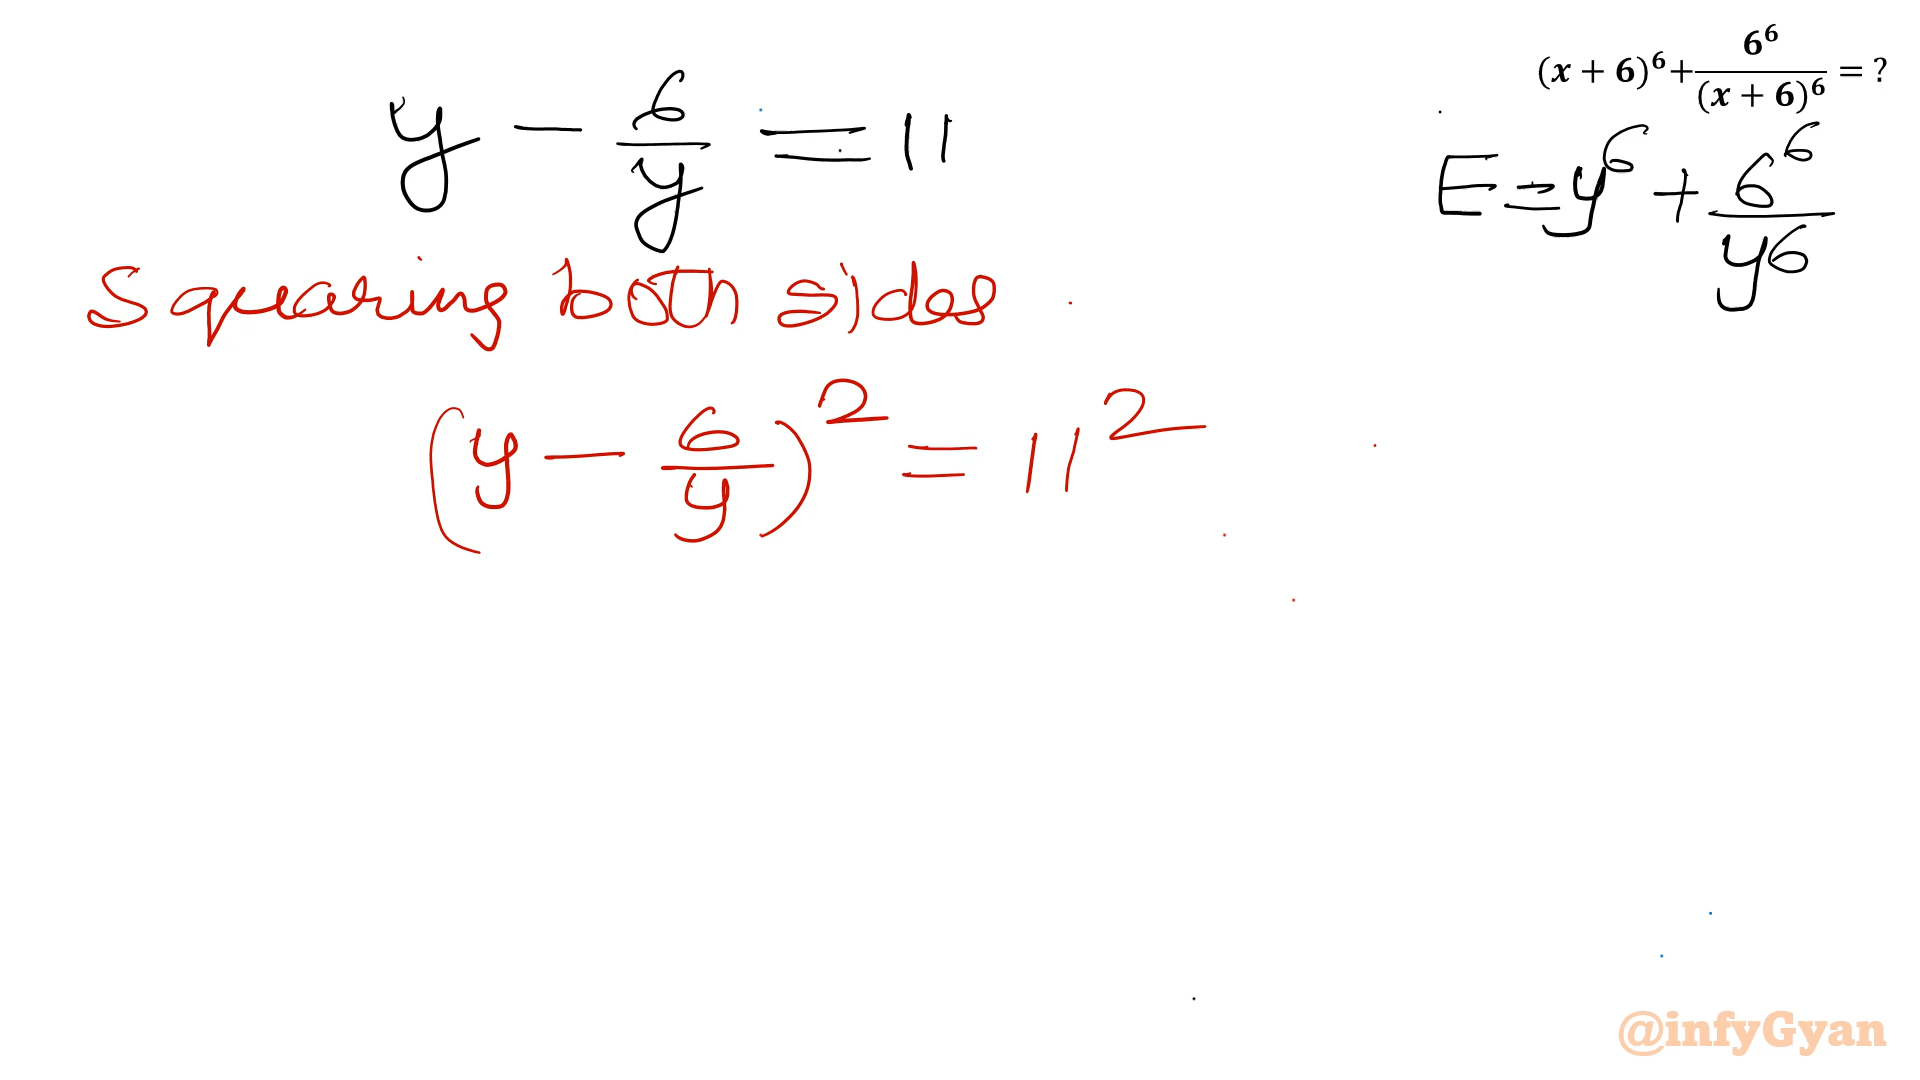 (x + 6)⁶ + 6⁶/(x + 6)⁶ = ?
y - 6/y = 11
E = y⁶ + 6⁶/y⁶
Squaring both sides
(y - 6/y)² = 11²
@infyGyan